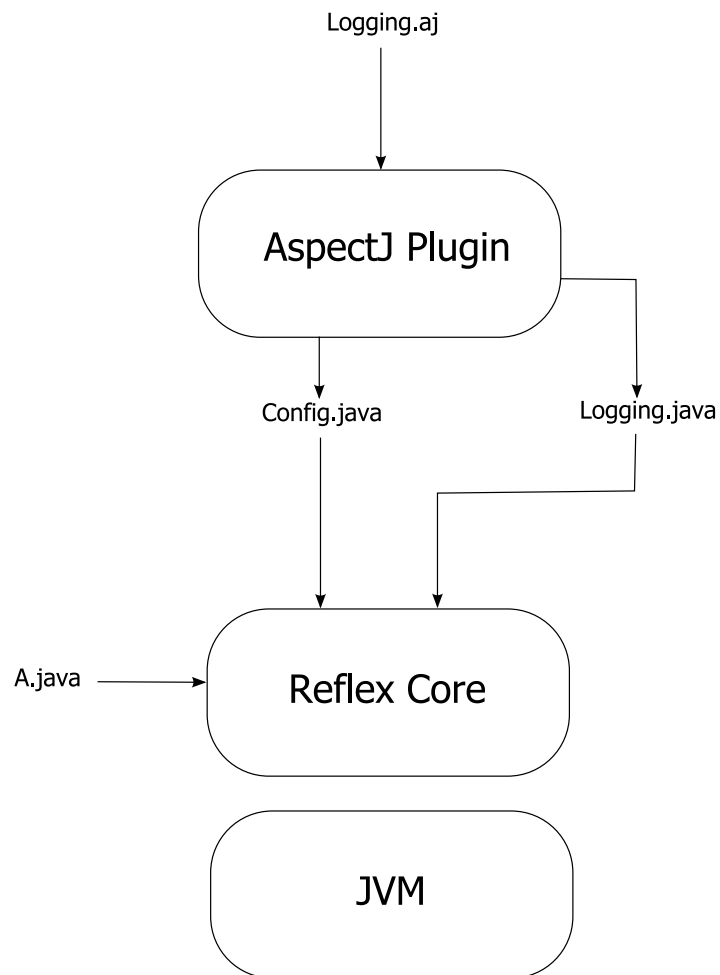 Logging.aj
AspectJ Plugin
Config.java
Logging.java
A.java
Reflex Core
JVM